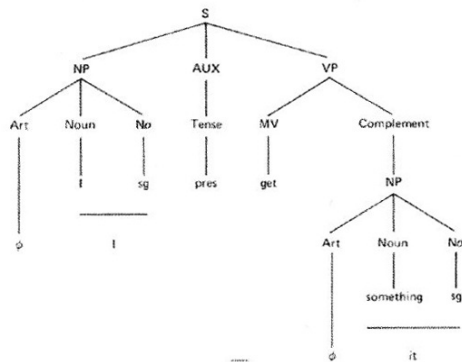 S
NP AUX VP
Art Noun No Tense MV Complement
I sg pres get
NP
φ I
Art Noun No
something sg
φ it